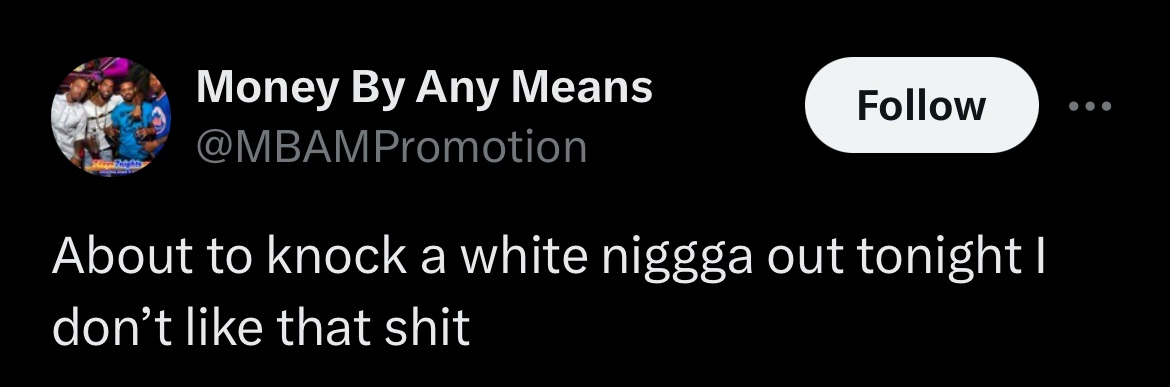 Money By Any Means
@MBAMPromotion
Follow
About to knock a white niggga out tonight I
don’t like that shit